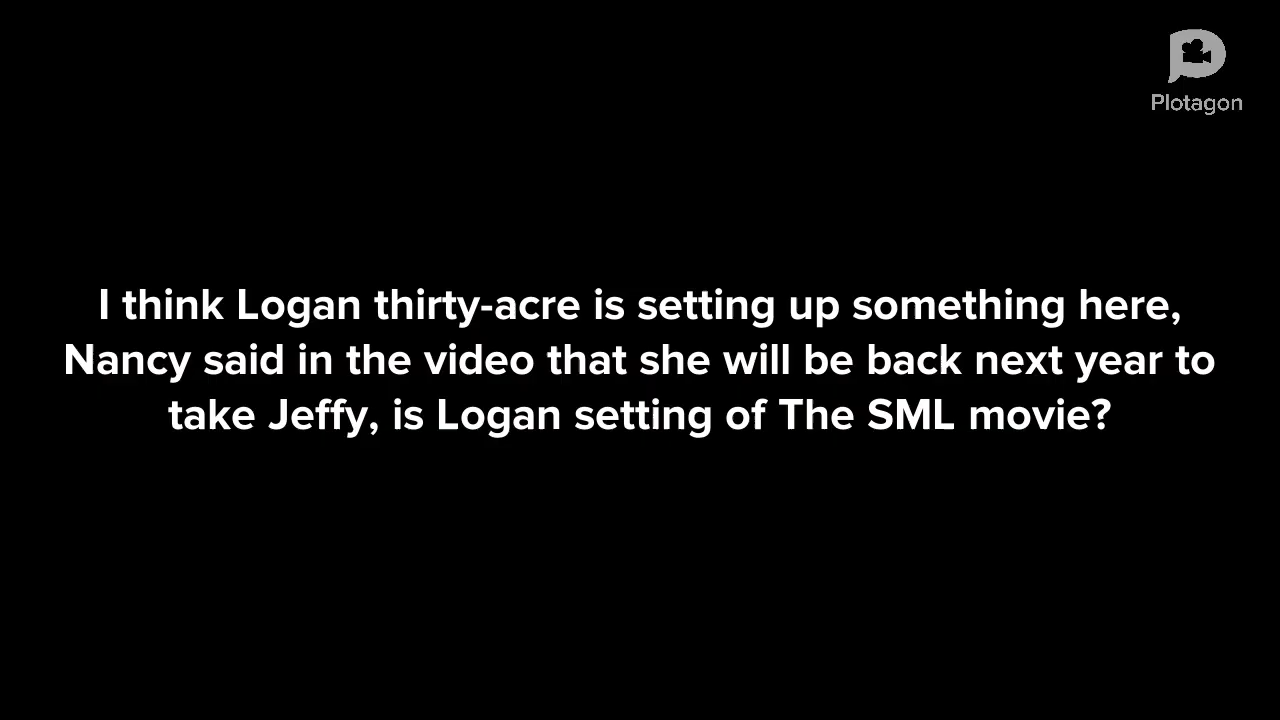 Plotagon
I think Logan thirty-acre is setting up something here,
Nancy said in the video that she will be back next year to
take Jeffy, is Logan setting of The SML movie?